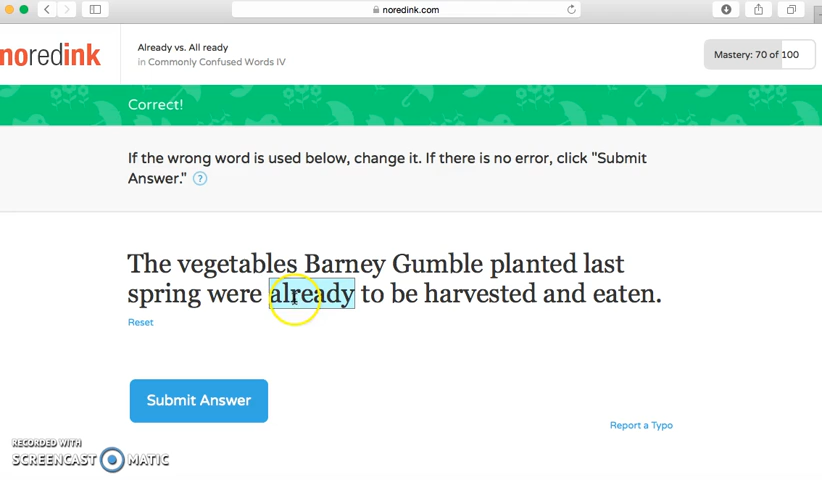 noredink.com
noredink
Already vs. All ready
in Commonly Confused Words IV
Mastery: 70 of 100
Correct!
If the wrong word is used below, change it. If there is no error, click "Submit
Answer." ?
The vegetables Barney Gumble planted last
spring were already to be harvested and eaten.
Reset
Submit Answer
Report a Typo
RECORDED WITH
SCREENCAST MATIC